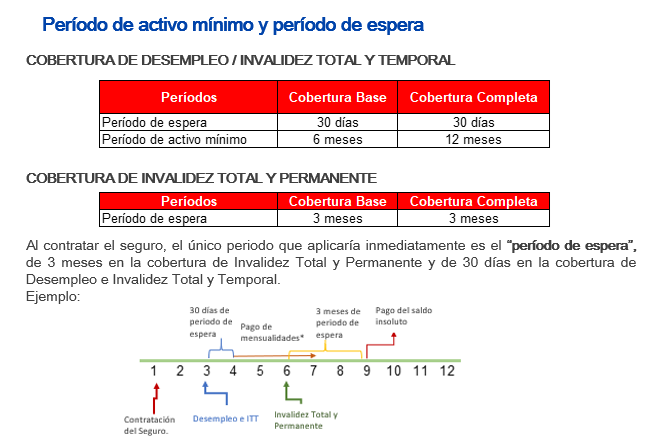 Período de activo mínimo y período de espera
COBERTURA DE DESEMPLEO / INVALIDEZ TOTAL Y TEMPORAL
Períodos Cobertura Base Cobertura Completa
Período de espera 30 días 30 días
Período de activo mínimo 6 meses 12 meses
COBERTURA DE INVALIDEZ TOTAL Y PERMANENTE
Períodos Cobertura Base Cobertura Completa
Período de espera 3 meses 3 meses
Al contratar el seguro, el único periodo que aplicaría inmediatamente es el “período de espera”,
de 3 meses en la cobertura de Invalidez Total y Permanente y de 30 días en la cobertura de
Desempleo e Invalidez Total y Temporal.
Ejemplo:
30 días de
periodo de
espera
Pago de
mensualidades*
3 meses de
periodo de
espera
Pago del saldo
insoluto
1 2 3 4 5 6 7 8 9 10 11 12
Contratación
del Seguro.
Desempleo e ITT
Invalidez Total y
Permanente